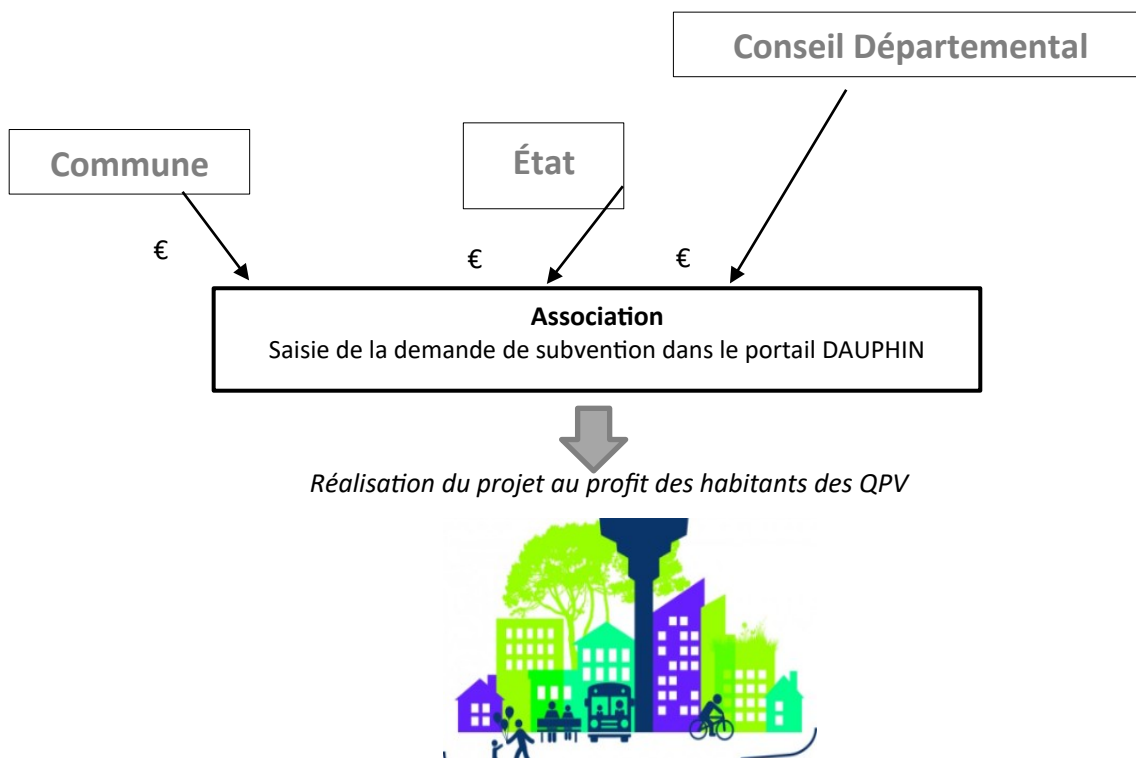 Conseil Départemental
Commune
État
€
€
€
Association
Saisie de la demande de subvention dans le portail DAUPHIN
Réalisation du projet au profit des habitants des QPV